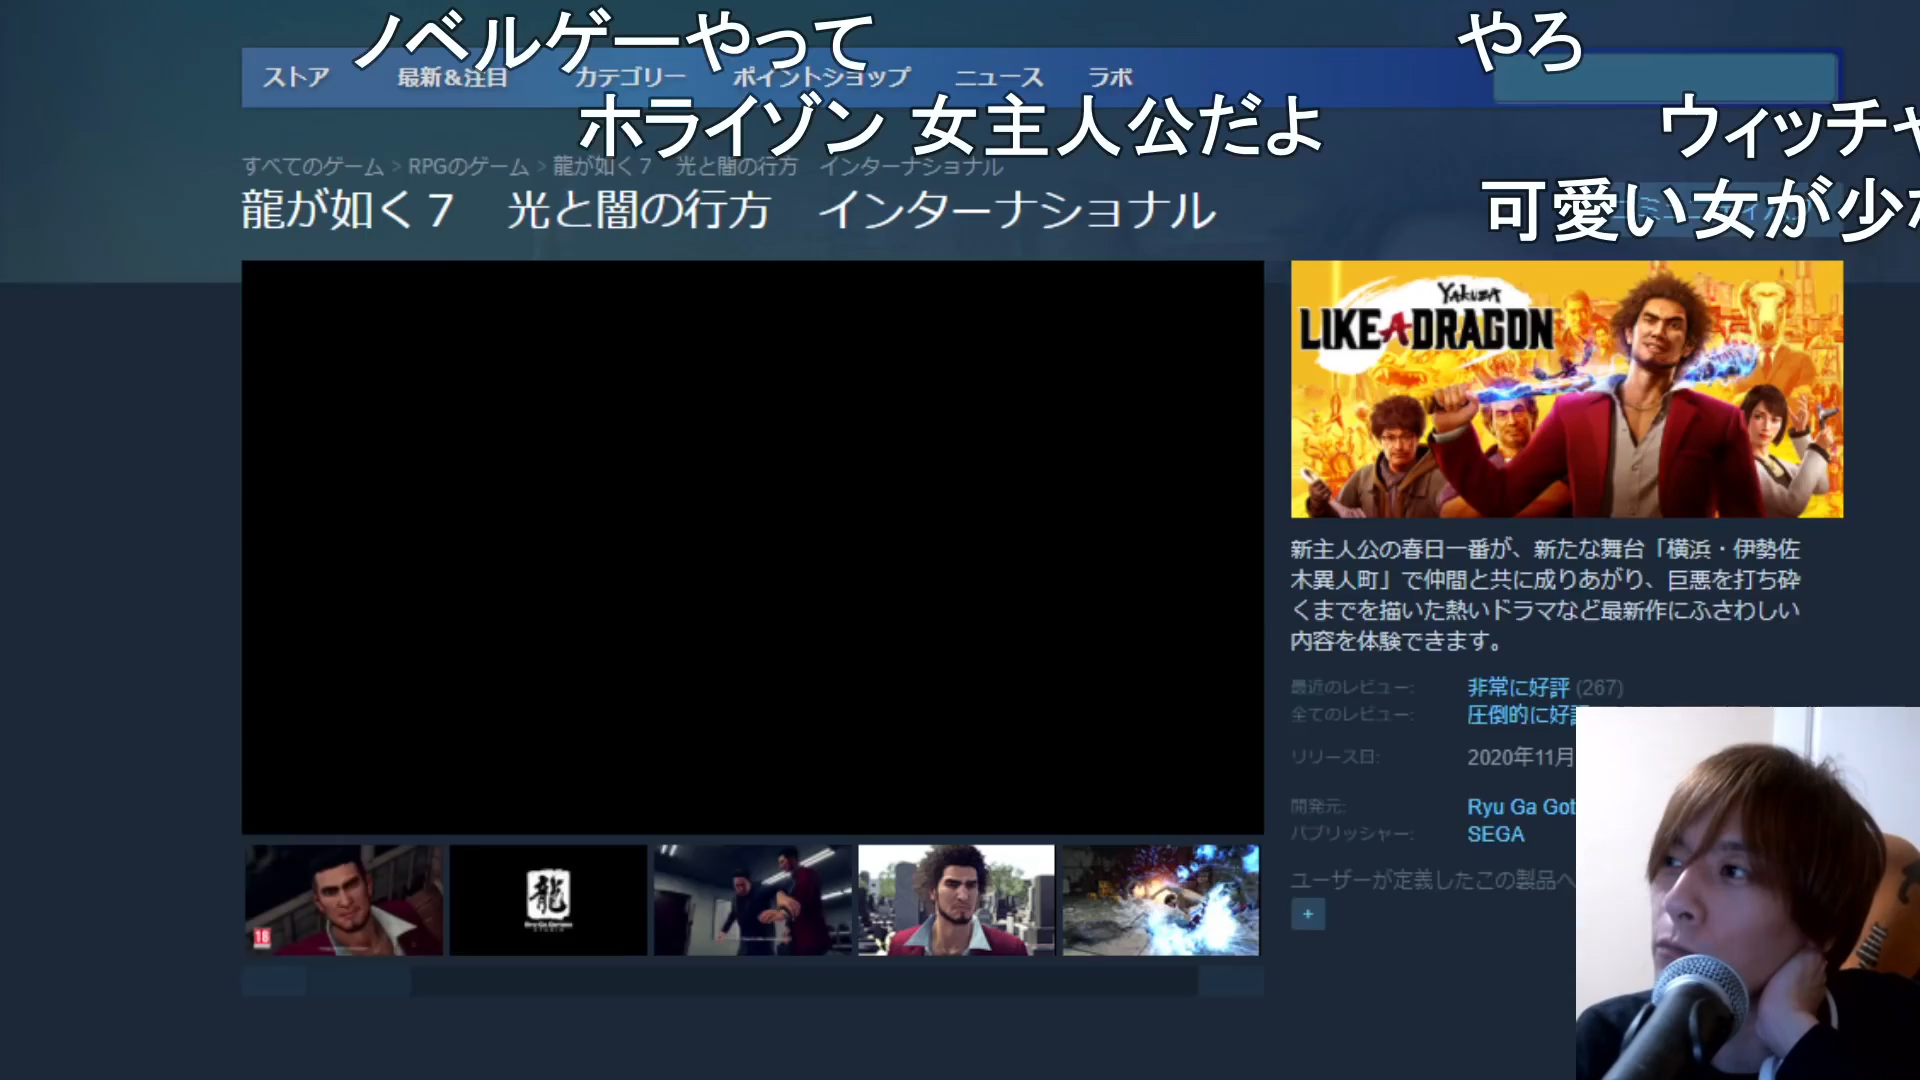 ノベルゲーやって
やろ
ストア
最新&注目
カテゴリー
ポイントショップ
ニュース
ラボ
ホライゾン 女主人公だよ
ウィッチャ
すべてのゲーム > RPGのゲーム > 龍が如く7 光と闇の行方 インターナショナル
可愛い女が少な
龍が如く7 光と闇の行方 インターナショナル
YAKUZA
LIKE A DRAGON
新主人公の春日一番が、新たな舞台「横浜・伊勢佐
木異人町」で仲間と共に成りあがり、巨悪を打ち砕
くまでを描いた熱いドラマなど最新作にふさわしい
内容を体験できます。
最近のレビュー: 非常に好評 (267)
全てのレビュー: 圧倒的に好評
リリース日: 2020年11月
開発元: Ryu Ga Got
パブリッシャー: SEGA
ユーザーが定義したこの製品へ
+
18
龍